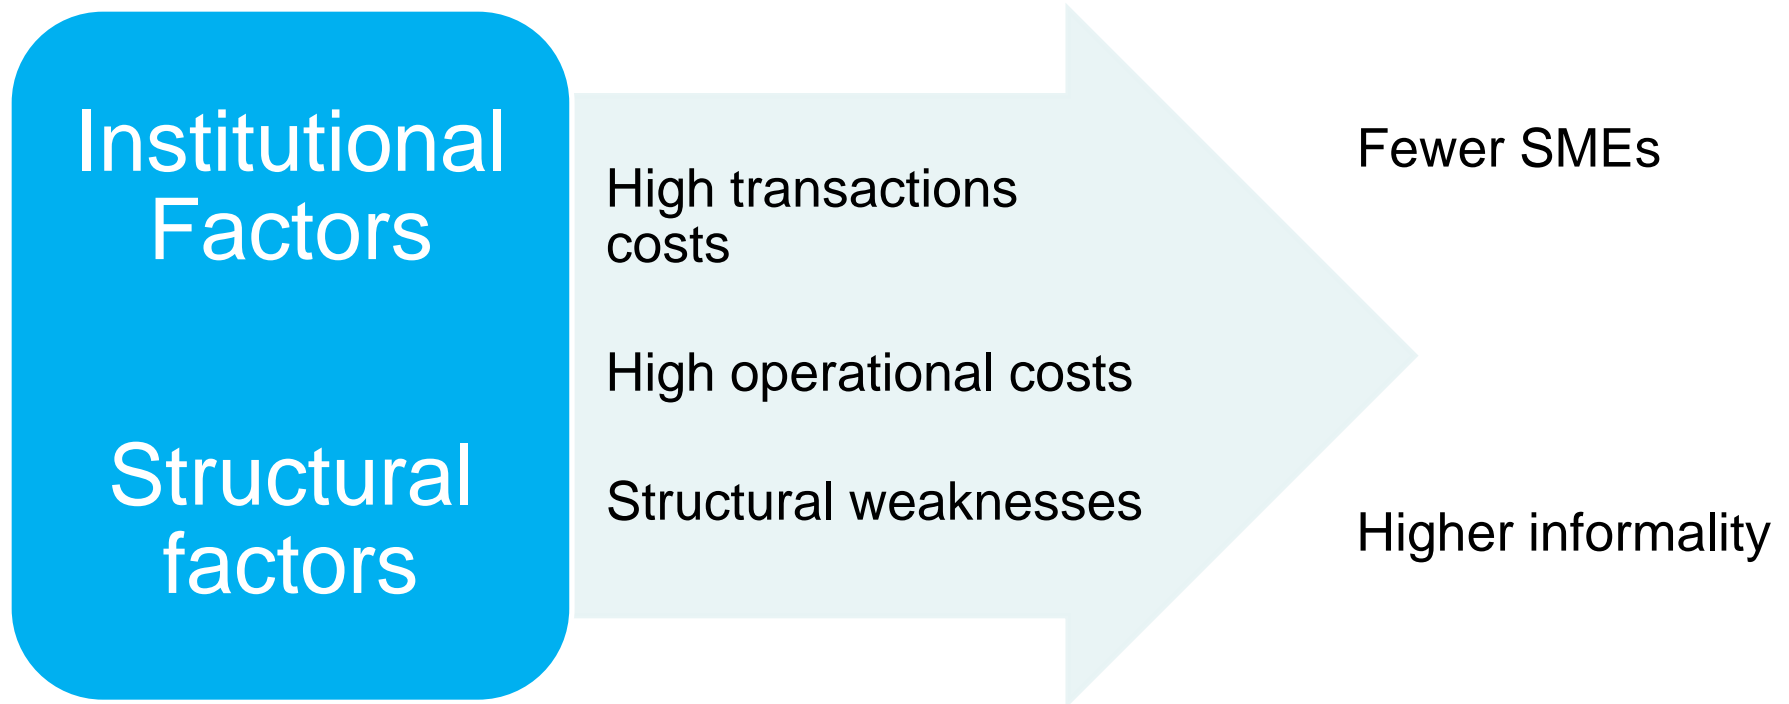 Institutional
Factors
Structural
factors
High transactions
costs
High operational costs
Structural weaknesses
Fewer SMEs
Higher informality